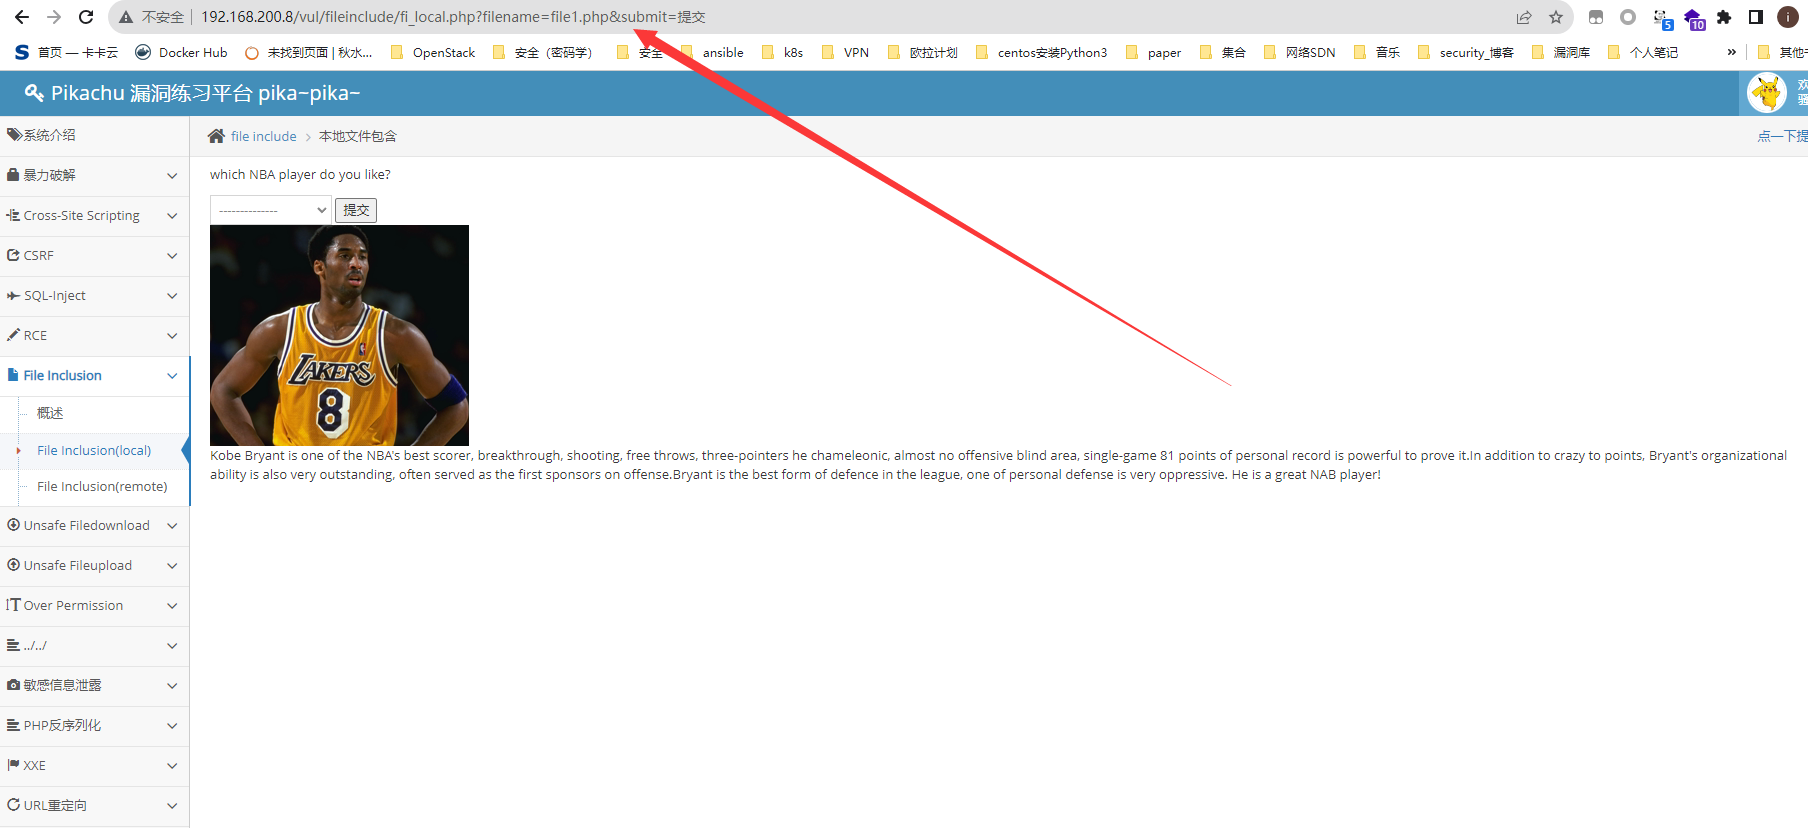 不安全 192.168.200.8/vul/fileinclude/fi_local.php?filename=file1.php&submit=提交
首页 — 卡卡云 Docker Hub 未找到页面 | 秋水... OpenStack 安全（密码学） 安全 ansible k8s VPN 欧拉计划 centos安装Python3 paper 集合 网络SDN 音乐 security_博客 漏洞库 个人笔记 » 其他
5
10
i
Pikachu 漏洞练习平台 pika~pika~
欢
系统介绍
file include > 本地文件包含
点一下提
暴力破解
Cross-Site Scripting
CSRF
SQL-Inject
RCE
File Inclusion
概述
File Inclusion(local)
File Inclusion(remote)
Unsafe Filedownload
Unsafe Fileupload
Over Permission
../../
敏感信息泄露
PHP反序列化
XXE
URL重定向
which NBA player do you like?
-------------- 提交
LAKERS
8
Kobe Bryant is one of the NBA's best scorer, breakthrough, shooting, free throws, three-pointers he chameleonic, almost no offensive blind area, single-game 81 points of personal record is powerful to prove it.In addition to crazy to points, Bryant's organizational
ability is also very outstanding, often served as the first sponsors on offense.Bryant is the best form of defence in the league, one of personal defense is very oppressive. He is a great NAB player!